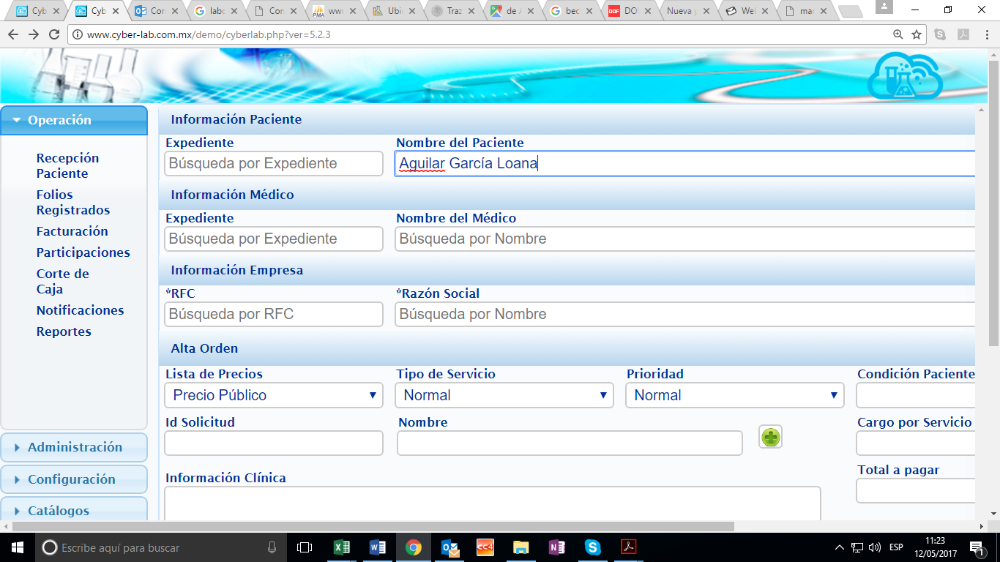 Cyb
Cyb
Cor
labo
Con
www
Ubi
Traz
de A
bec
DOF
DO
Nueva p
Wel
mar
www.cyber-lab.com.mx/demo/cyberlab.php?ver=5.2.3
Operación
Recepción
Paciente
Folios
Registrados
Facturación
Participaciones
Corte de
Caja
Notificaciones
Reportes
Administración
Configuración
Catálogos
Información Paciente
Expediente Nombre del Paciente
Búsqueda por Expediente Aguilar García Loana
Información Médico
Expediente Nombre del Médico
Búsqueda por Expediente Búsqueda por Nombre
Información Empresa
*RFC *Razón Social
Búsqueda por RFC Búsqueda por Nombre
Alta Orden
Lista de Precios Tipo de Servicio Prioridad Condición Paciente
Precio Público Normal Normal
Id Solicitud Nombre Cargo por Servicio
Total a pagar
Información Clínica
Escribe aquí para buscar
CC4
ESP
11:23
12/05/2017
1